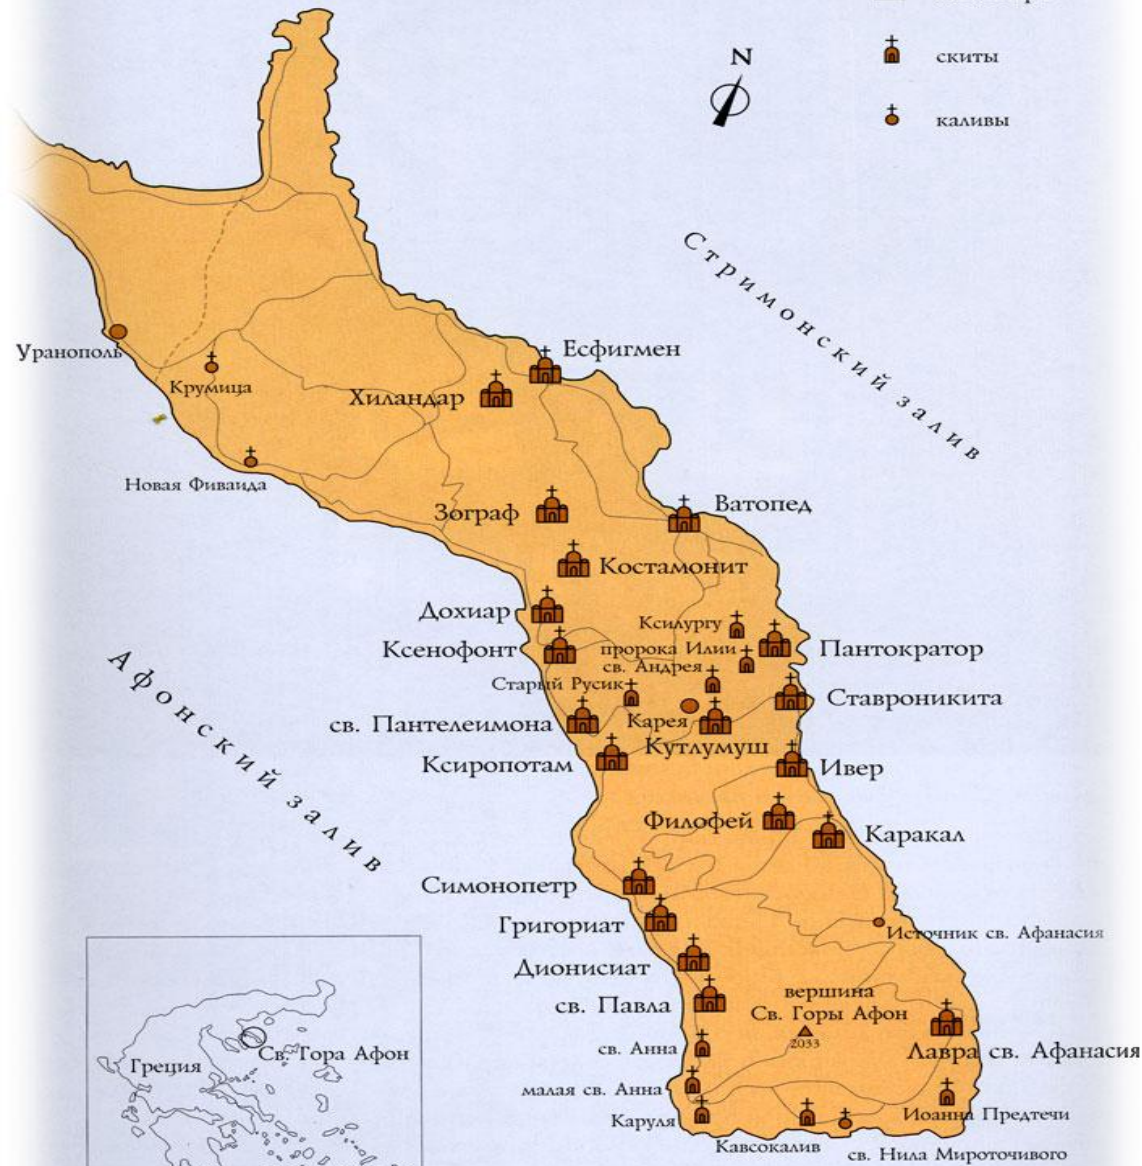 N
скиты
каливы
Стримонский залив
Уранополь
Крумица
Есфигмен
Хиландар
Новая Фиваида
Зограф
Ватопед
Костамонит
Дохиар
Ксилургу
Ксенофонт
пророка Илии
Пантократор
св. Андрея
Старый Русик
Ставроникита
св. Пантелеимона
Карея
Кутлумуш
Ксиропотам
Ивер
Афонский залив
Филофей
Каракал
Симонопетр
Григориат
Источник св. Афанасия
Дионисиат
св. Павла
вершина
Св. Горы Афон
2033
св. Анна
Лавра св. Афанасия
малая св. Анна
Каруля
Иоанна Предтечи
Кавсокалив
св. Нила Мироточивого
Св. Гора Афон
Греция